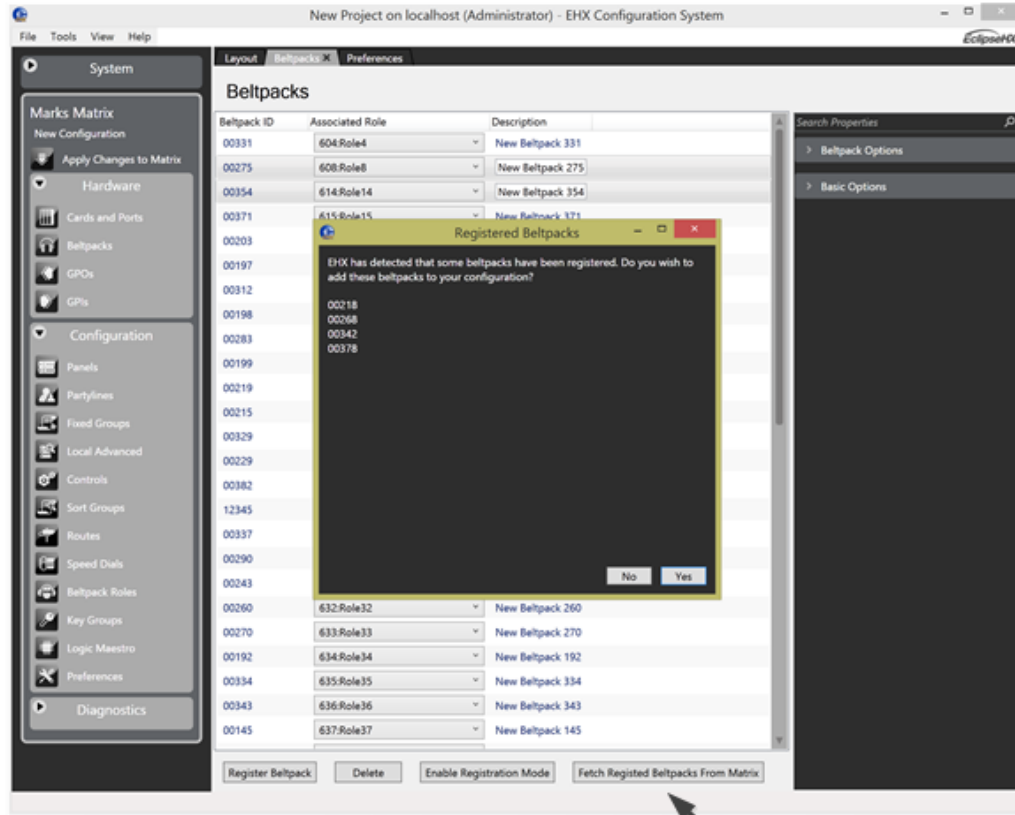 New Project on localhost (Administrator) - EHX Configuration System
File Tools View Help
EclipseHX
System
Marks Matrix
New Configuration
Apply Changes to Matrix
Hardware
Cards and Ports
Beltpacks
GPOs
GPIs
Configuration
Panels
Partylines
Fixed Groups
Local Advanced
Controls
Sort Groups
Routes
Speed Dials
Beltpack Roles
Key Groups
Logic Maestro
Preferences
Diagnostics
Layout Beltpacks X Preferences
Beltpacks
Beltpack ID Associated Role Description
00331 604:Role4 New Beltpack 331
00275 608:Role8 New Beltpack 275
00354 614:Role14 New Beltpack 354
00371 615:Role15 New Beltpack 371
00203
00197
00312
00198
00283
00199
00219
00215
00329
00229
00382
12345
00337
00290
00243
00260 632:Role32 New Beltpack 260
00270 633:Role33 New Beltpack 270
00192 634:Role34 New Beltpack 192
00334 635:Role35 New Beltpack 334
00343 636:Role36 New Beltpack 343
00145 637:Role37 New Beltpack 145
Registered Beltpacks
EHX has detected that some beltpacks have been registered. Do you wish to
add these beltpacks to your configuration?
00218
00268
00342
00378
No Yes
Register Beltpack Delete Enable Registration Mode Fetch Registed Beltpacks From Matrix
Search Properties
Beltpack Options
Basic Options